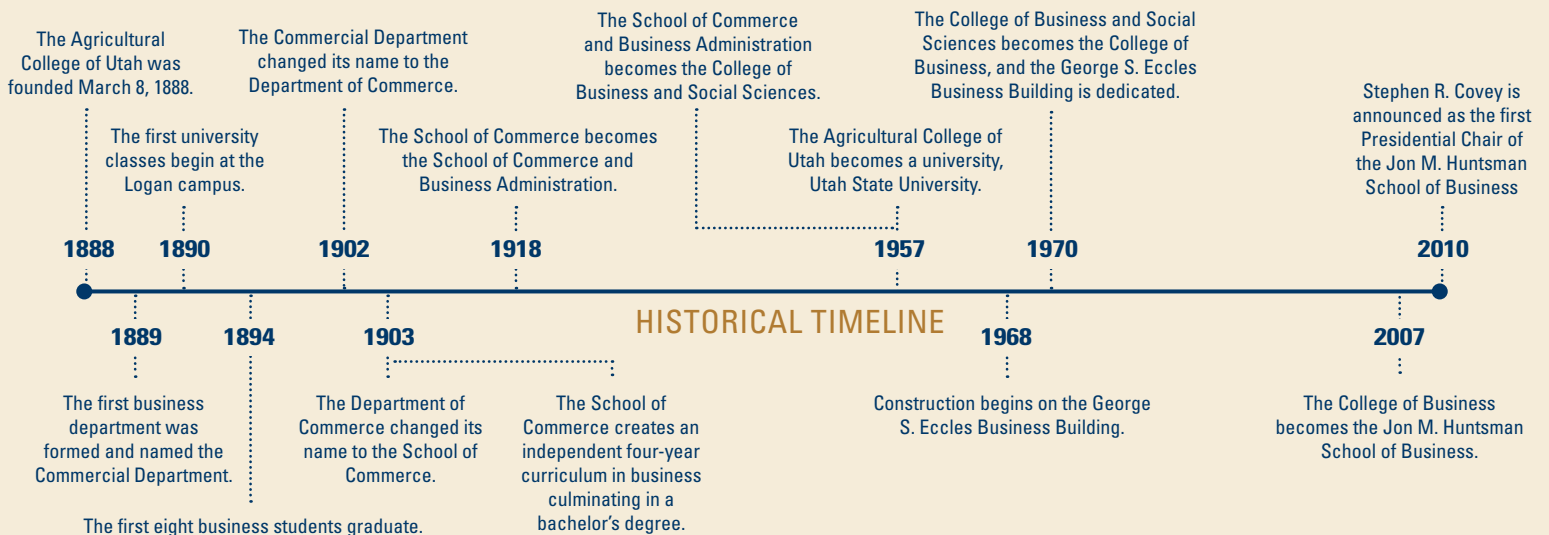 The Agricultural
College of Utah was
founded March 8, 1888.
1888
The first university
classes begin at the
Logan campus.
1890
The Commercial Department
changed its name to the
Department of Commerce.
1902
The School of Commerce becomes
the School of Commerce and
Business Administration.
1918
The School of Commerce
and Business Administration
becomes the College of
Business and Social Sciences.
The Agricultural College of
Utah becomes a university,
Utah State University.
1957
The College of Business and Social
Sciences becomes the College of
Business, and the George S. Eccles
Business Building is dedicated.
1970
Stephen R. Covey is
announced as the first
Presidential Chair of
the Jon M. Huntsman
School of Business
2010
HISTORICAL TIMELINE
1889
The first business
department was
formed and named the
Commercial Department.
1894
The first eight business students graduate.
1903
The Department of
Commerce changed its
name to the School of
Commerce.
The School of
Commerce creates an
independent four-year
curriculum in business
culminating in a
bachelor’s degree.
1968
Construction begins on the George
S. Eccles Business Building.
2007
The College of Business
becomes the Jon M. Huntsman
School of Business.